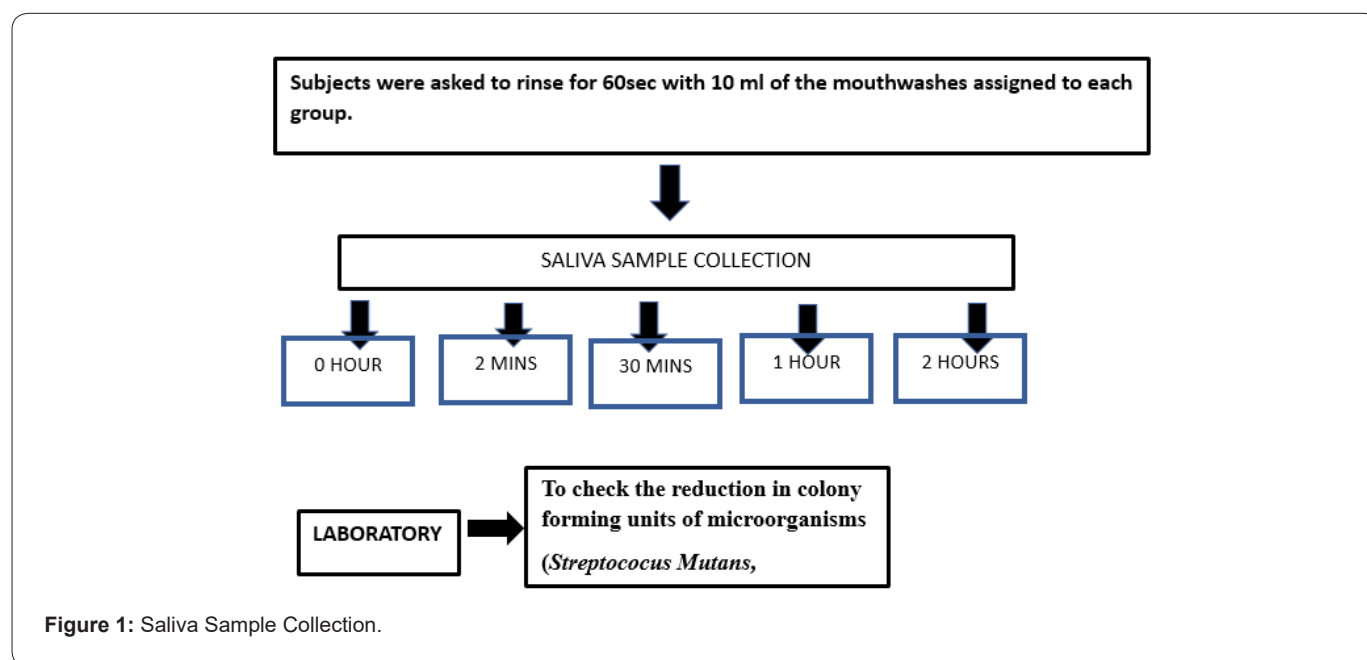 Subjects were asked to rinse for 60sec with 10 ml of the mouthwashes assigned to each
group.
SALIVA SAMPLE COLLECTION
0 HOUR
2 MINS
30 MINS
1 HOUR
2 HOURS
LABORATORY
To check the reduction in colony
forming units of microorganisms
(Streptococus Mutans,
Figure 1: Saliva Sample Collection.